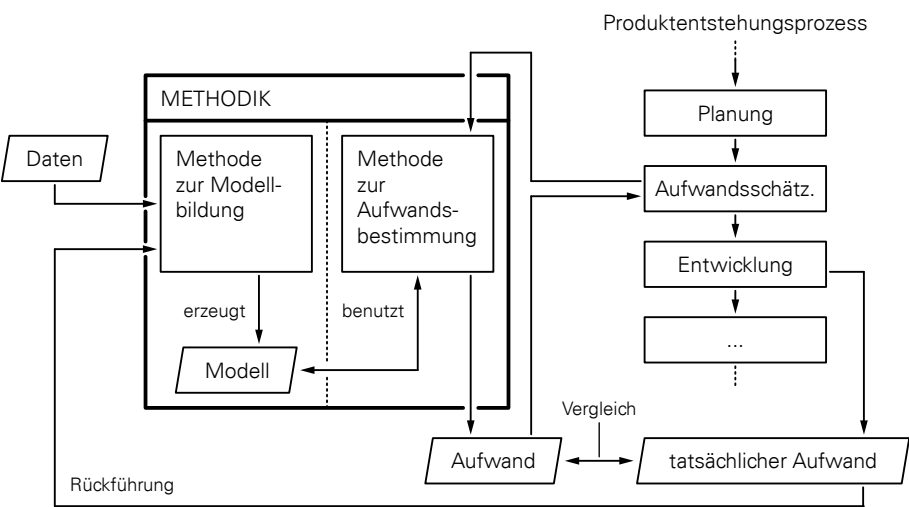 Produktentstehungsprozess
METHODIK
Daten
Methode
zur Modell-
bildung
Methode
zur
Aufwands-
bestimmung
erzeugt
benutzt
Modell
Planung
Aufwandsschätz.
Entwicklung
...
Vergleich
Aufwand
tatsächlicher Aufwand
Rückführung